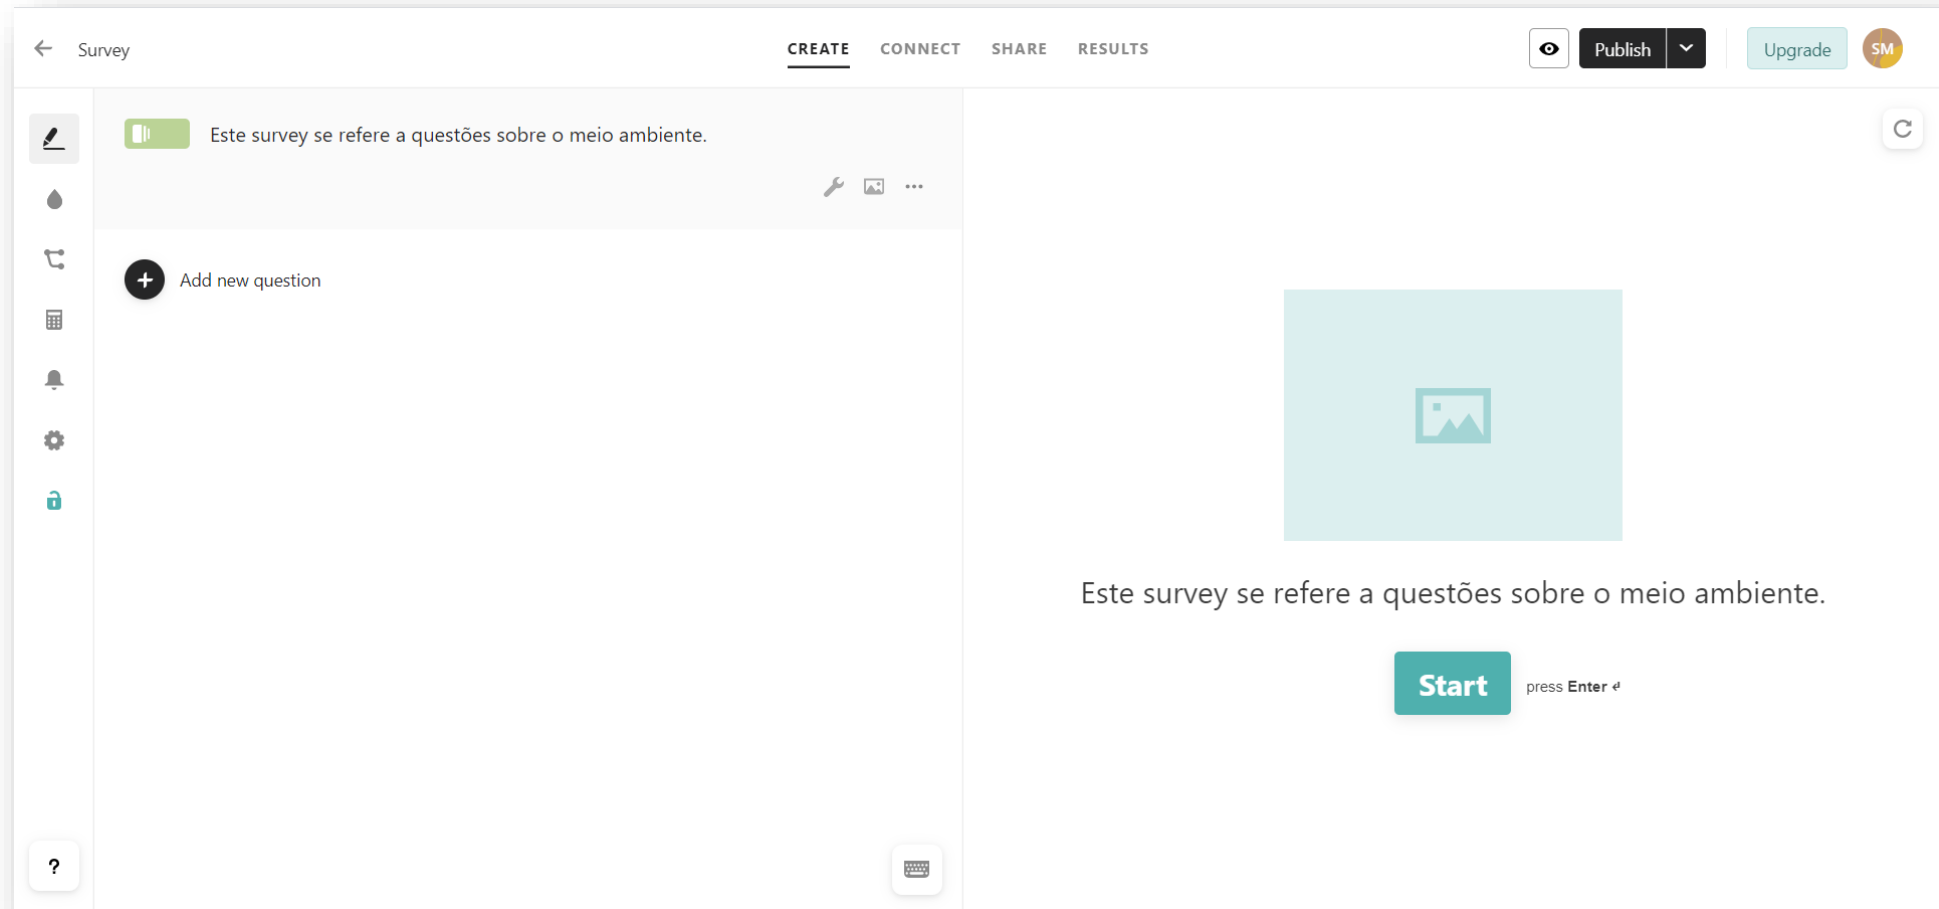 Survey
CREATE CONNECT SHARE RESULTS
Publish
Upgrade
SM
Este survey se refere a questões sobre o meio ambiente.
Add new question
Este survey se refere a questões sobre o meio ambiente.
Start
press Enter ↵
?